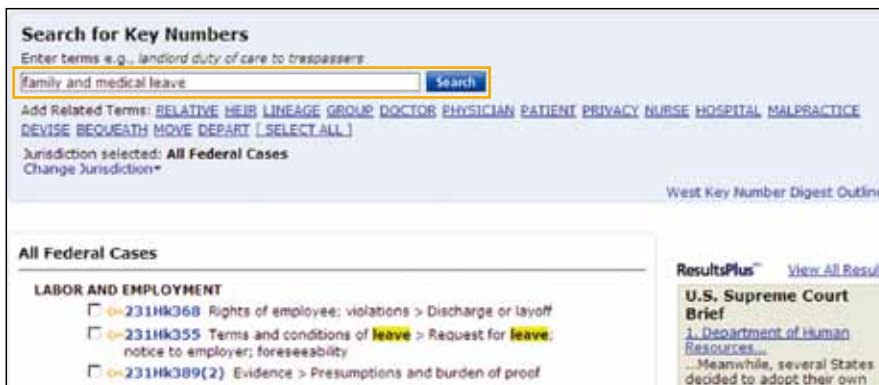 Search for Key Numbers
Enter terms e.g., landlord duty of care to trespassers
family and medical leave
Search
Add Related Terms: RELATIVE HEIR LINEAGE GROUP DOCTOR PHYSICIAN PATIENT PRIVACY NURSE HOSPITAL MALPRACTICE
DEVISE BEQUEATH MOVE DEPART [ SELECT ALL ]
Jurisdiction selected: All Federal Cases
Change Jurisdiction
West Key Number Digest Outlin
All Federal Cases
LABOR AND EMPLOYMENT
231Hk368 Rights of employee; violations > Discharge or layoff
231Hk355 Terms and conditions of leave > Request for leave;
notice to employer; foreseeability
231Hk389(2) Evidence > Presumptions and burden of proof
ResultsPlus™ View All Resul
U.S. Supreme Court
Brief
1. Department of Human
Resources...
...Meanwhile, several States
decided to adopt their own